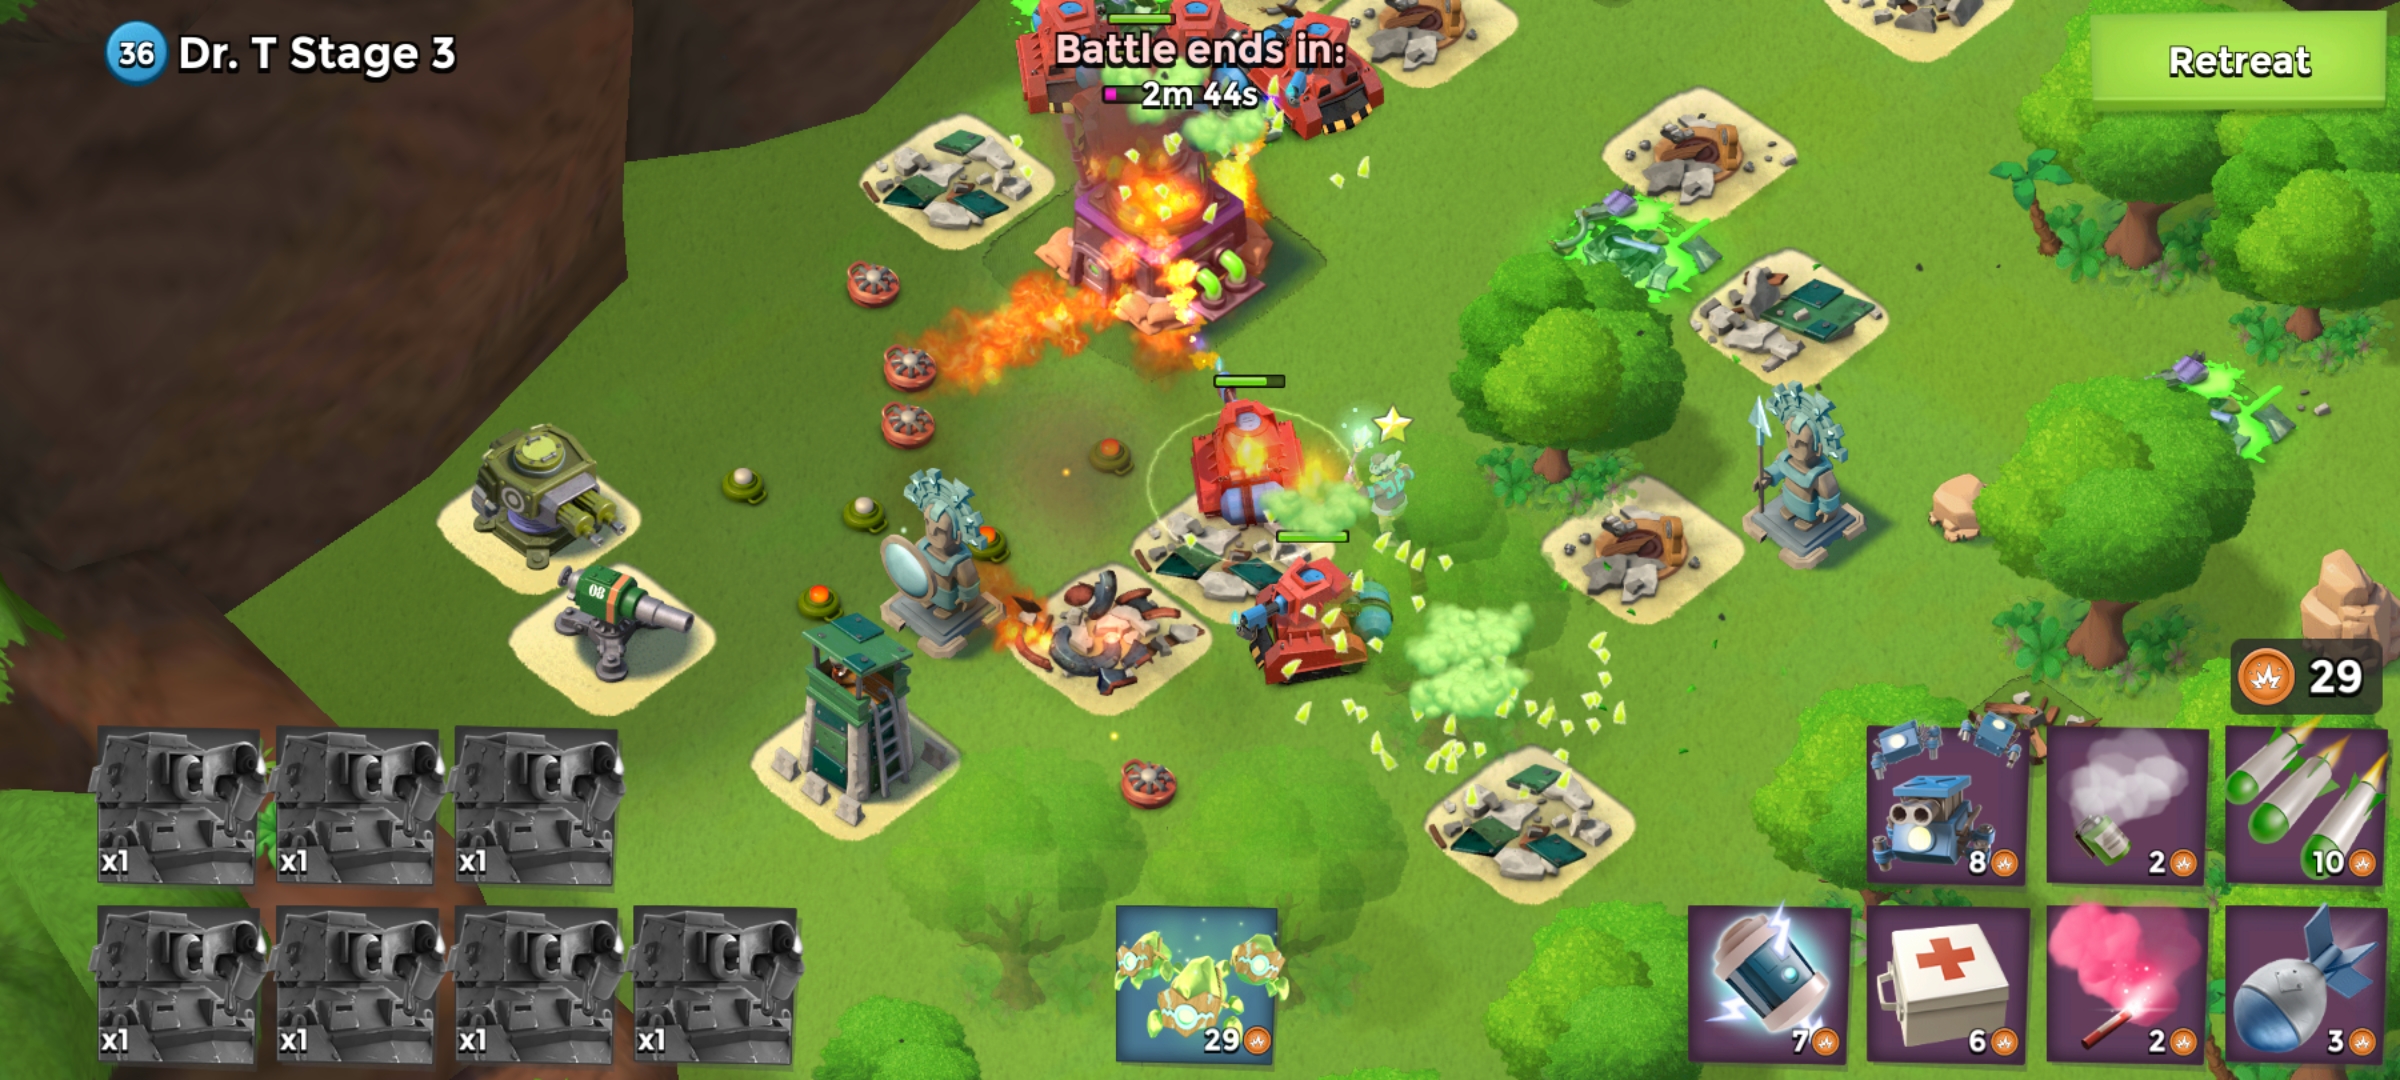 36 Dr. T Stage 3
Battle ends in:
2m 44s
Retreat
08
29
x1
x1
x1
8
2
10
x1
x1
x1
x1
29
7
6
2
3